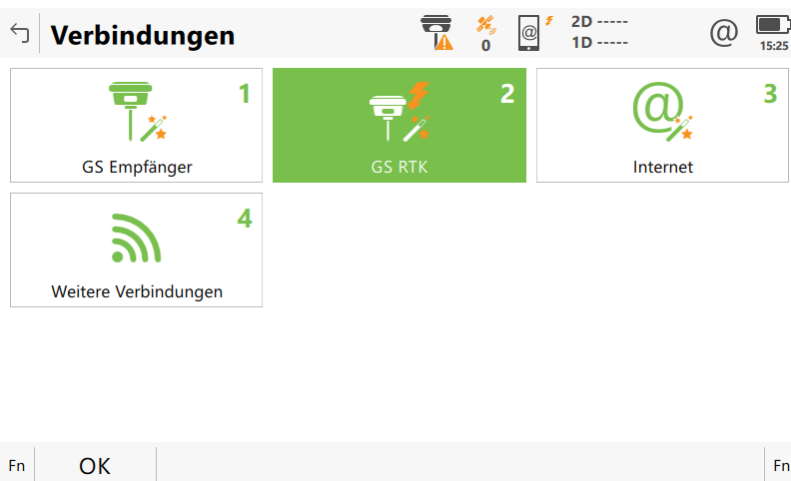 Verbindungen
0
@
2D -----
1D -----
@
15:25
1
GS Empfänger
2
GS RTK
@
3
Internet
4
Weitere Verbindungen
Fn
OK
Fn